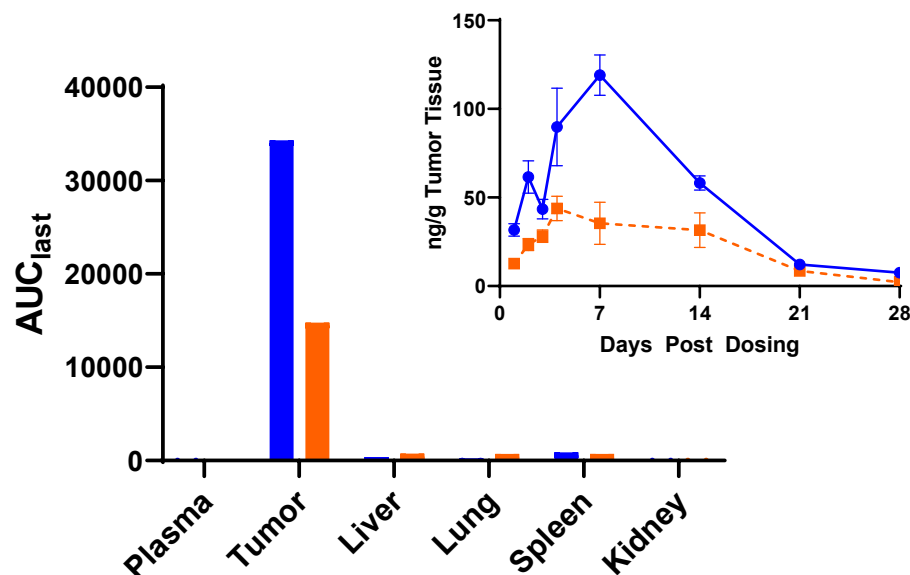 AUClast
40000
30000
20000
10000
0
Plasma
Tumor
Liver
Lung
Spleen
Kidney
ng/g Tumor Tissue
150
100
50
0
0 7 14 21 28
Days Post Dosing